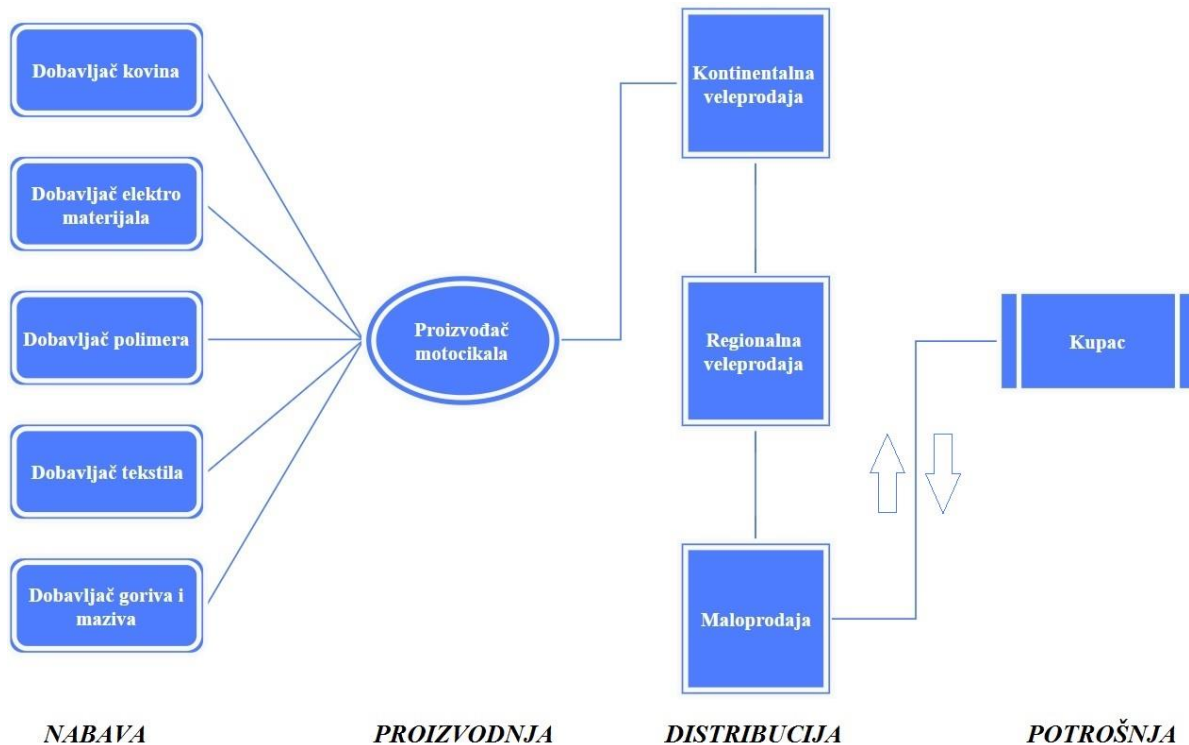 Dobavljač kovina
Dobavljač elektro
materijala
Dobavljač polimera
Dobavljač tekstila
Dobavljač goriva i
maziva
Proizvođač
motocikala
Kontinentalna
veleprodaja
Regionalna
veleprodaja
Maloprodaja
Kupac
NABAVA
PROIZVODNJA
DISTRIBUCIJA
POTROŠNJA